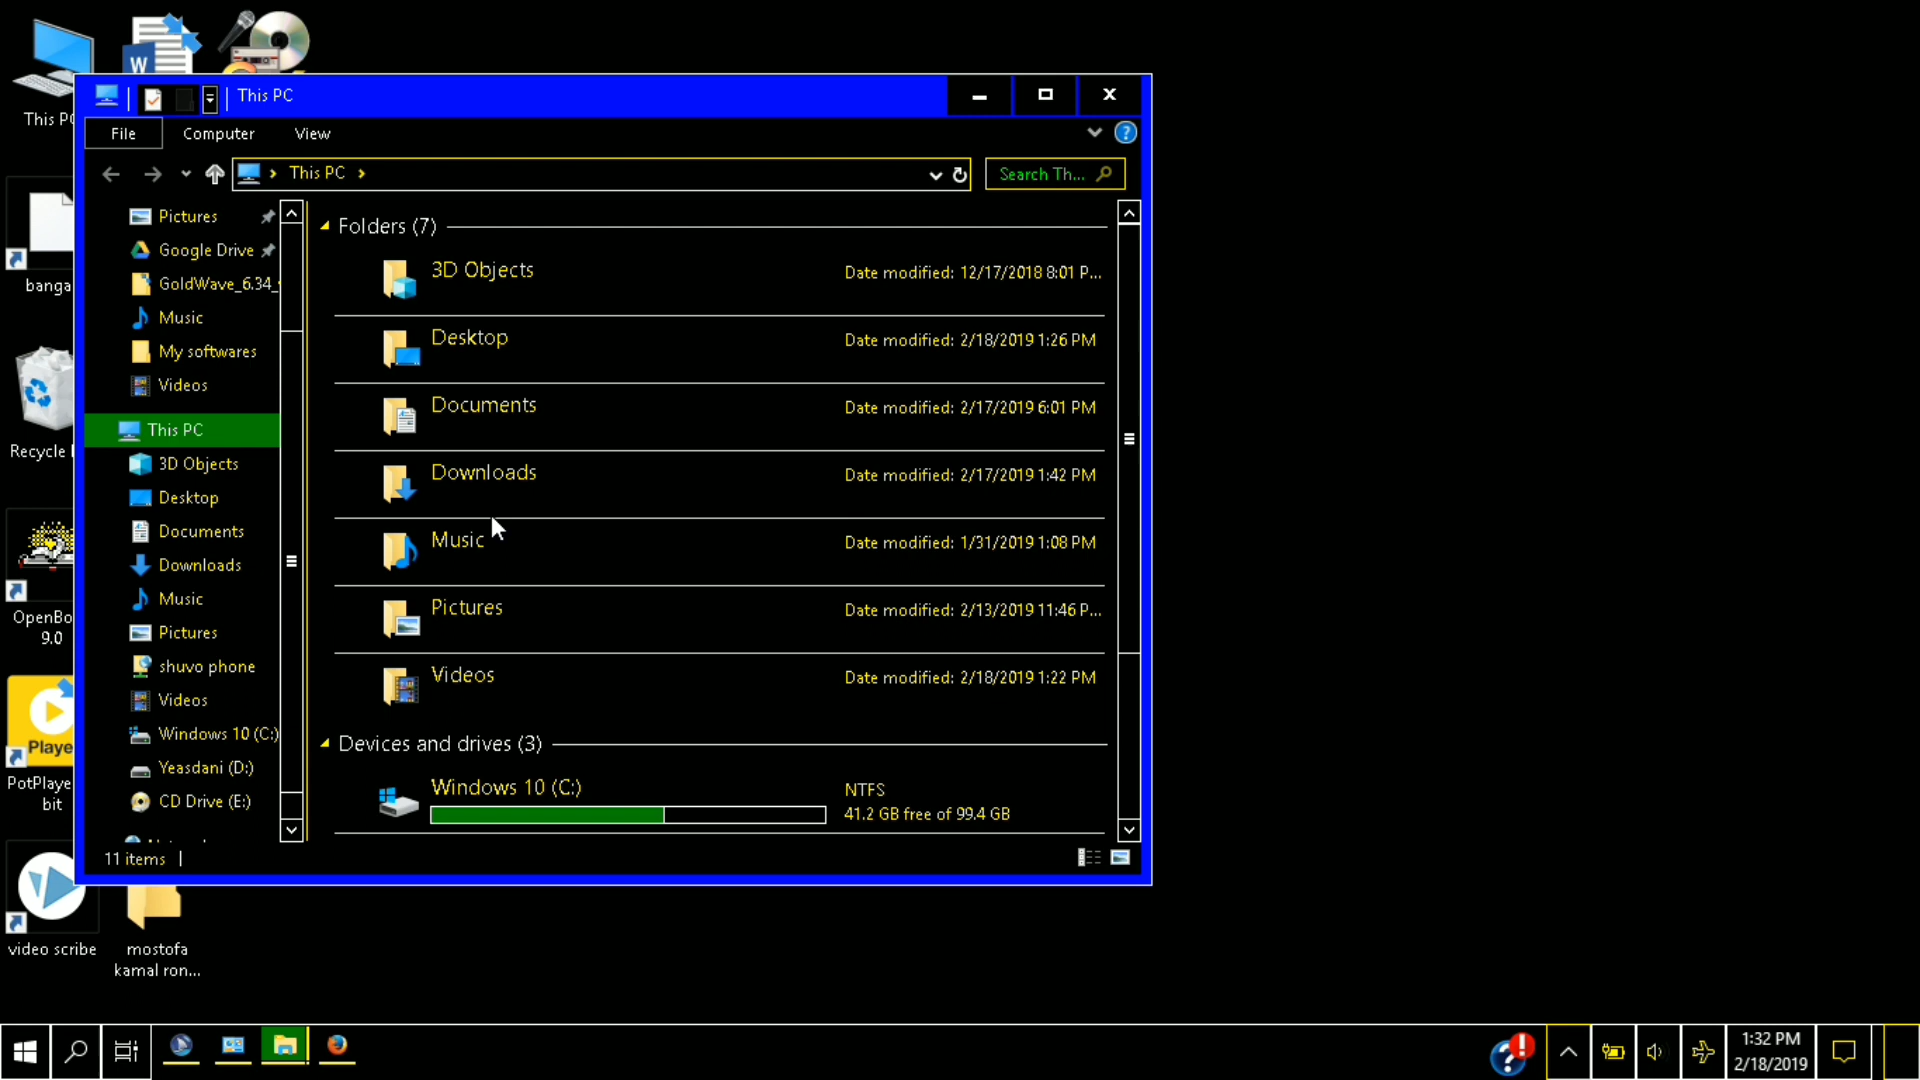 This PC
File Computer View
This PC
Search Th...
Pictures
Google Drive
GoldWave_6.34_
Music
My softwares
Videos
This PC
3D Objects
Desktop
Documents
Downloads
Music
Pictures
shuvo phone
Videos
Windows 10 (C:)
Yeasdani (D:)
CD Drive (E:)
Folders (7)
3D Objects Date modified: 12/17/2018 8:01 P...
Desktop Date modified: 2/18/2019 1:26 PM
Documents Date modified: 2/17/2019 6:01 PM
Downloads Date modified: 2/17/2019 1:42 PM
Music Date modified: 1/31/2019 1:08 PM
Pictures Date modified: 2/13/2019 11:46 P...
Videos Date modified: 2/18/2019 1:22 PM
Devices and drives (3)
Windows 10 (C:) NTFS
41.2 GB free of 99.4 GB
11 items
W
This PC
banga
Recycle
OpenBo
9.0
Playe
PotPlaye
bit
video scribe
mostofa
kamal ron...
1:32 PM
2/18/2019